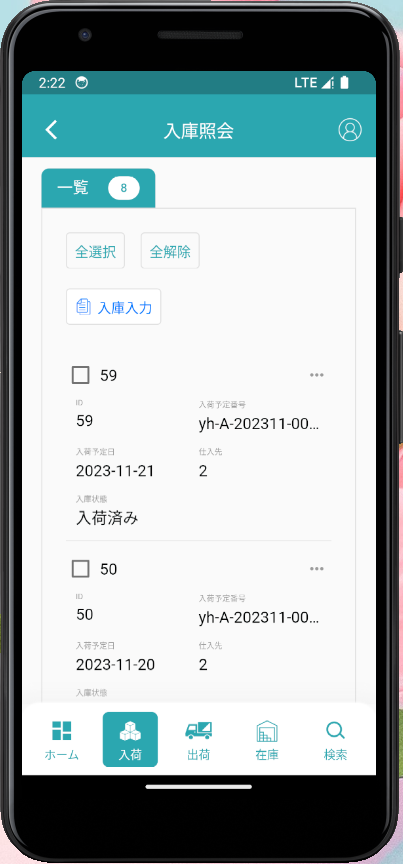 2:22 LTE
入庫照会
一覧 8
全選択 全解除
入庫入力
59
ID 入荷予定番号
59 yh-A-202311-00...
入荷予定日 仕入先
2023-11-21 2
入庫状態
入荷済み
50
ID 入荷予定番号
50 yh-A-202311-00...
入荷予定日 仕入先
2023-11-20 2
入庫状態
ホーム 入荷 出荷 在庫 検索